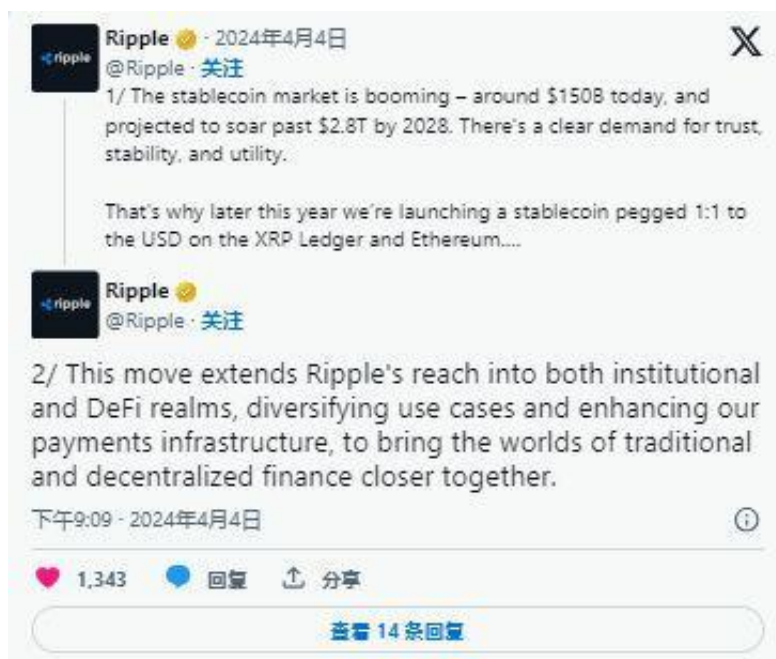 Ripple · 2024年4月4日
ripple
@Ripple · 关注
1/ The stablecoin market is booming – around $150B today, and
projected to soar past $2.8T by 2028. There's a clear demand for trust,
stability, and utility.
That's why later this year we're launching a stablecoin pegged 1:1 to
the USD on the XRP Ledger and Ethereum....
Ripple
ripple
@Ripple · 关注
2/ This move extends Ripple's reach into both institutional
and DeFi realms, diversifying use cases and enhancing our
payments infrastructure, to bring the worlds of traditional
and decentralized finance closer together.
下午9:09 · 2024年4月4日
1,343 回复 分享
查看 14 条回复